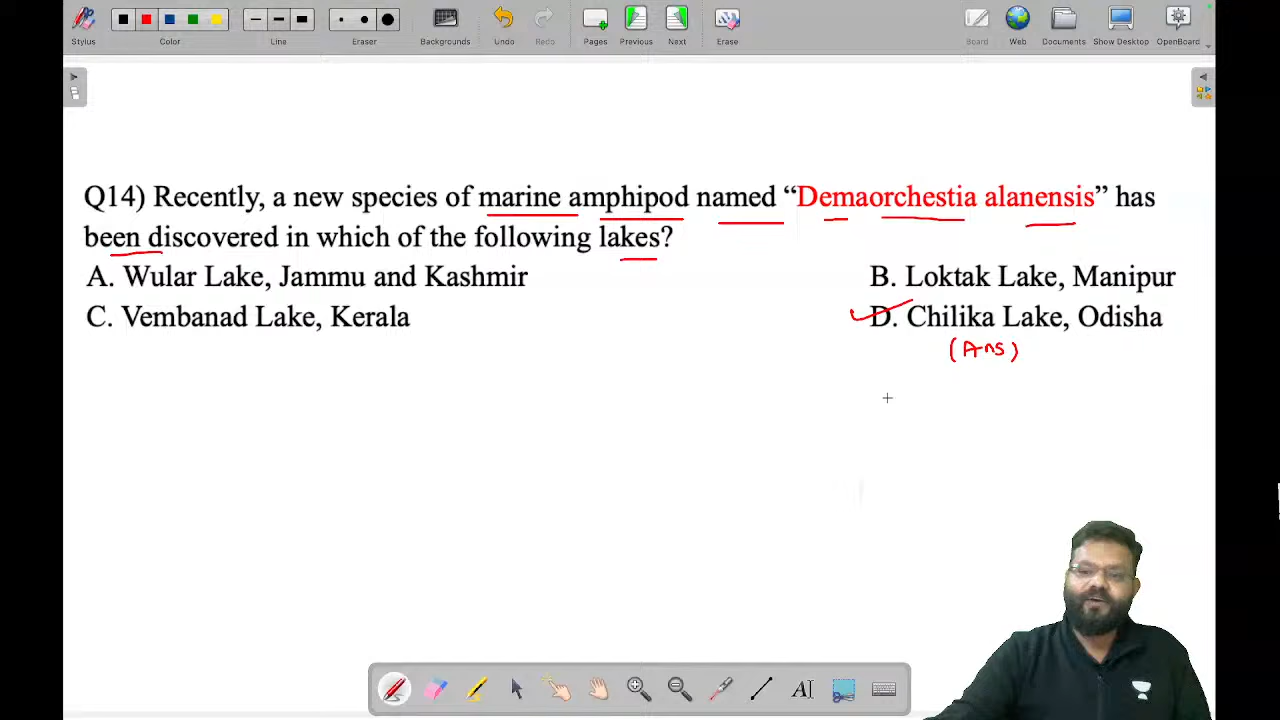 Stylus Color Line Eraser Backgrounds Undo Redo Pages Previous Next Erase Board Web Documents Show Desktop OpenBoard
Q14) Recently, a new species of marine amphipod named “Demaorchestia alanensis” has
been discovered in which of the following lakes?
A. Wular Lake, Jammu and Kashmir B. Loktak Lake, Manipur
C. Vembanad Lake, Kerala D. Chilika Lake, Odisha
(Ans)